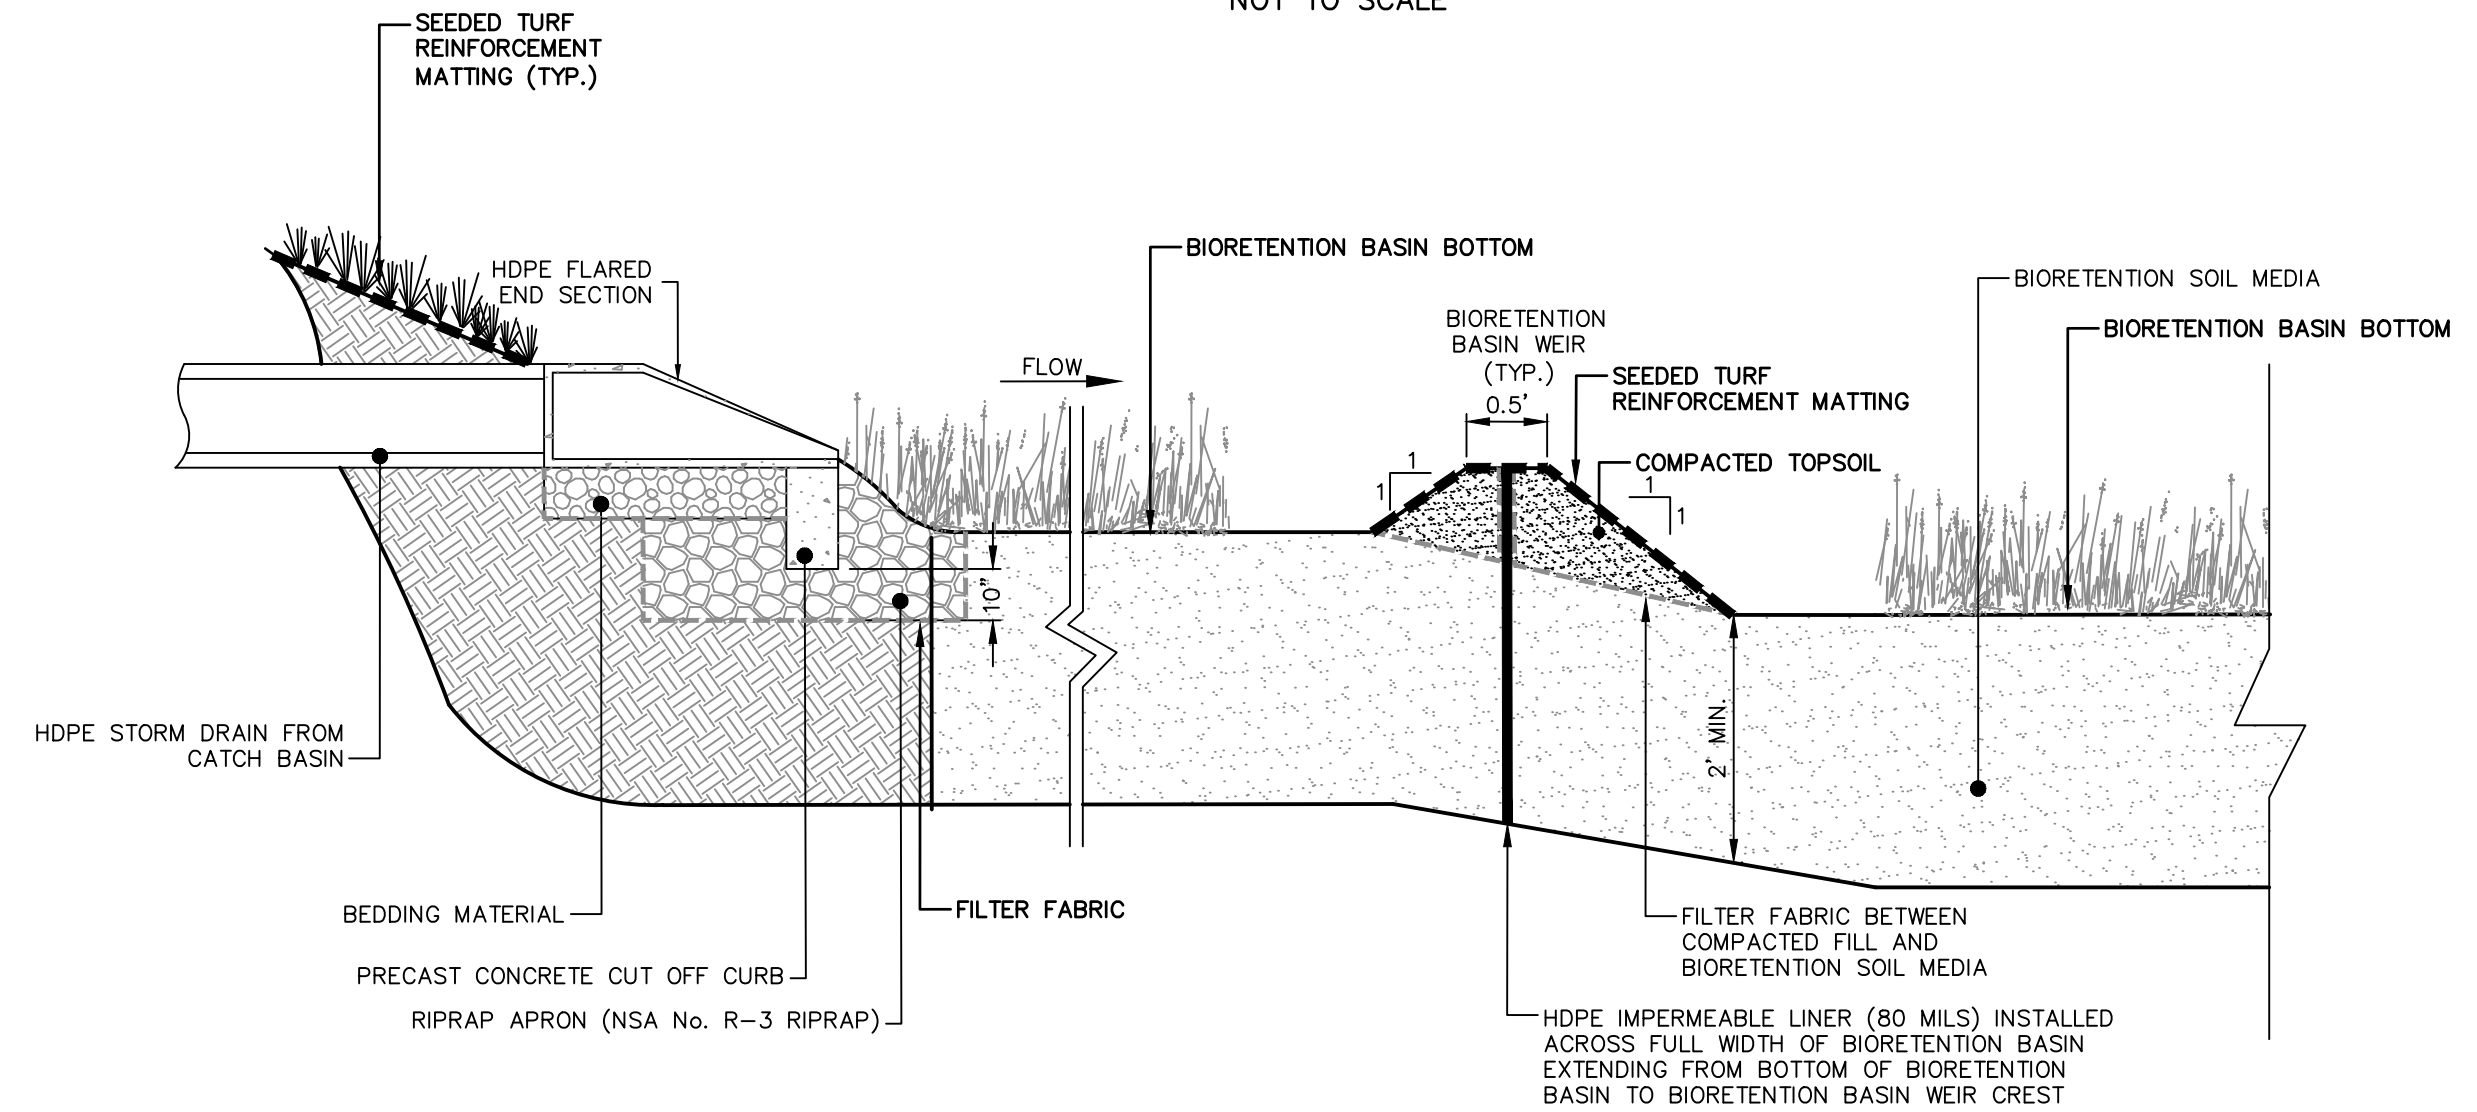 NOT TO SCALE
SEEDED TURF
REINFORCEMENT
MATTING (TYP.)
HDPE FLARED
END SECTION
BIORETENTION BASIN BOTTOM
FLOW
BIORETENTION
BASIN WEIR
(TYP.)
0.5'
SEEDED TURF
REINFORCEMENT MATTING
COMPACTED TOPSOIL
BIORETENTION SOIL MEDIA
BIORETENTION BASIN BOTTOM
1
1
1
1
10"
2' MIN.
HDPE STORM DRAIN FROM
CATCH BASIN
BEDDING MATERIAL
PRECAST CONCRETE CUT OFF CURB
RIPRAP APRON (NSA No. R-3 RIPRAP)
FILTER FABRIC
FILTER FABRIC BETWEEN
COMPACTED FILL AND
BIORETENTION SOIL MEDIA
HDPE IMPERMEABLE LINER (80 MILS) INSTALLED
ACROSS FULL WIDTH OF BIORETENTION BASIN
EXTENDING FROM BOTTOM OF BIORETENTION
BASIN TO BIORETENTION BASIN WEIR CREST